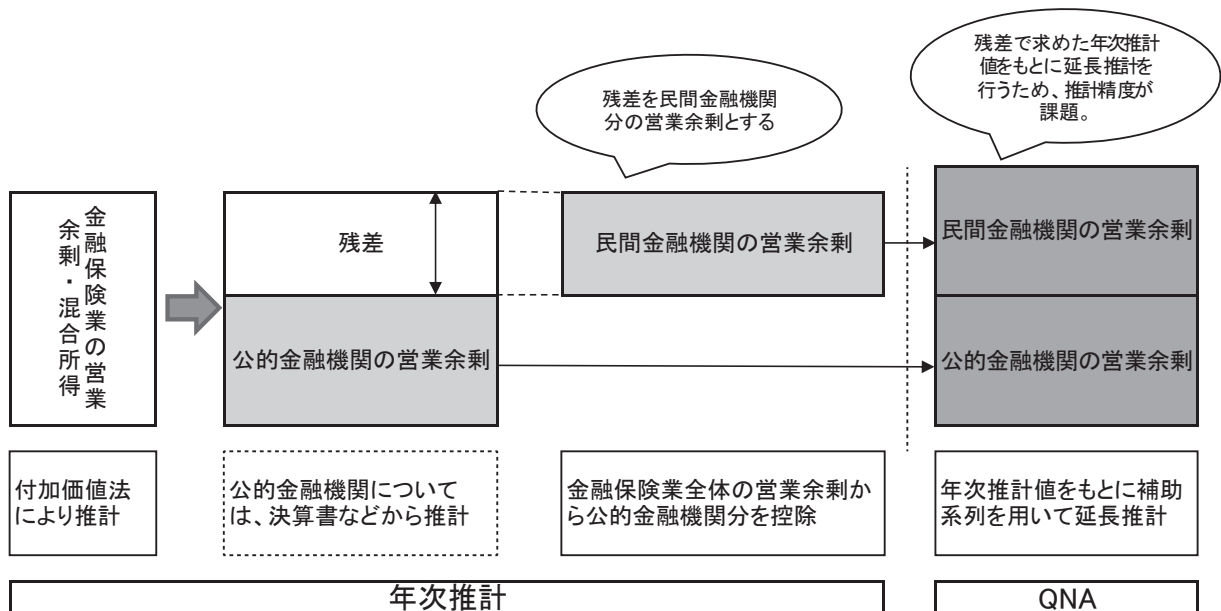 残差で求めた年次推計
値をもとに延長推計を
行うため、推計精度が
課題。
残差を民間金融機関
分の営業余剰とする
金融保険業の営業
余剰・混合所得
残差
民間金融機関の営業余剰
民間金融機関の営業余剰
公的金融機関の営業余剰
公的金融機関の営業余剰
付加価値法
により推計
公的金融機関について
は、決算書などから推計
金融保険業全体の営業余剰か
ら公的金融機関分を控除
年次推計値をもとに補助
系列を用いて延長推計
年次推計
QNA